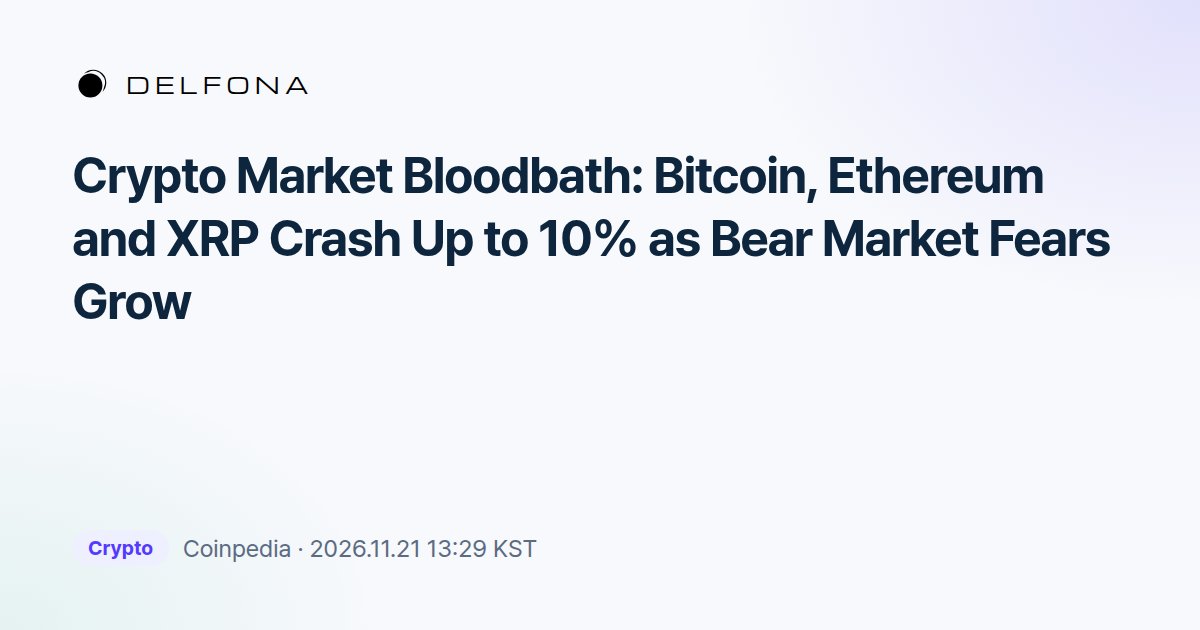 DELFONA
Crypto Market Bloodbath: Bitcoin, Ethereum
and XRP Crash Up to 10% as Bear Market Fears
Grow
Crypto Coinpedia · 2026.11.21 13:29 KST